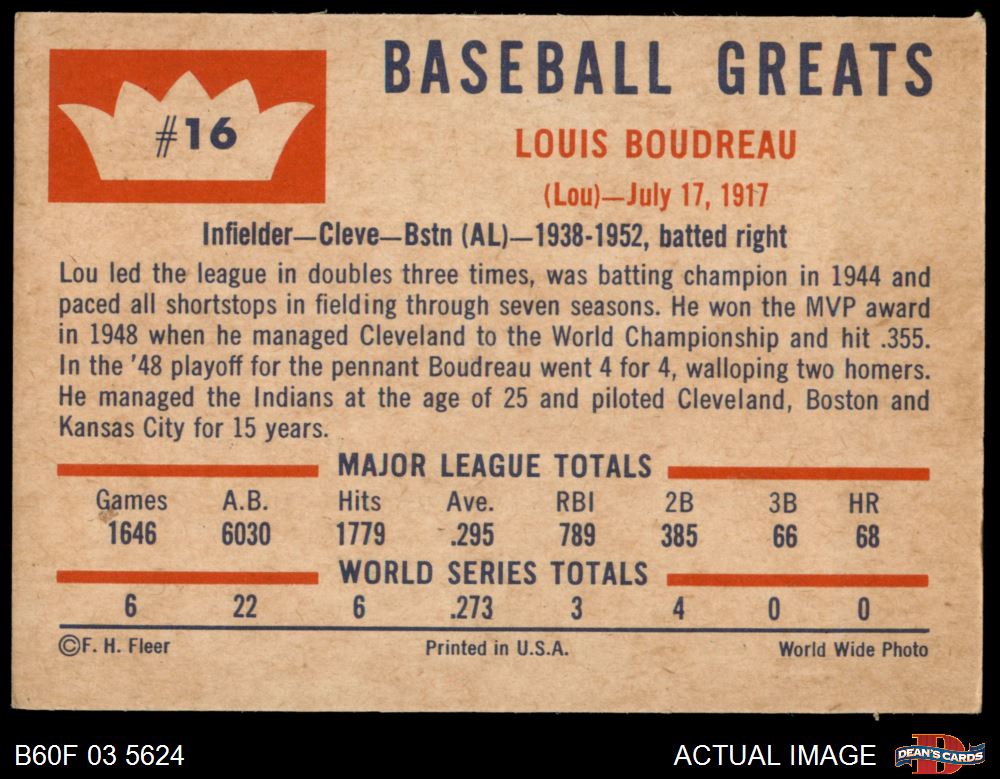 #16
BASEBALL GREATS
LOUIS BOUDREAU
(Lou)—July 17, 1917
Infielder—Cleve—Bstn (AL)—1938-1952, batted right
Lou led the league in doubles three times, was batting champion in 1944 and
paced all shortstops in fielding through seven seasons. He won the MVP award
in 1948 when he managed Cleveland to the World Championship and hit .355.
In the '48 playoff for the pennant Boudreau went 4 for 4, walloping two homers.
He managed the Indians at the age of 25 and piloted Cleveland, Boston and
Kansas City for 15 years.
MAJOR LEAGUE TOTALS
Games A.B. Hits Ave. RBI 2B 3B HR
1646 6030 1779 .295 789 385 66 68
WORLD SERIES TOTALS
6 22 6 .273 3 4 0 0
©F. H. Fleer Printed in U.S.A. World Wide Photo
B60F 03 5624 ACTUAL IMAGE DEAN'S CARDS